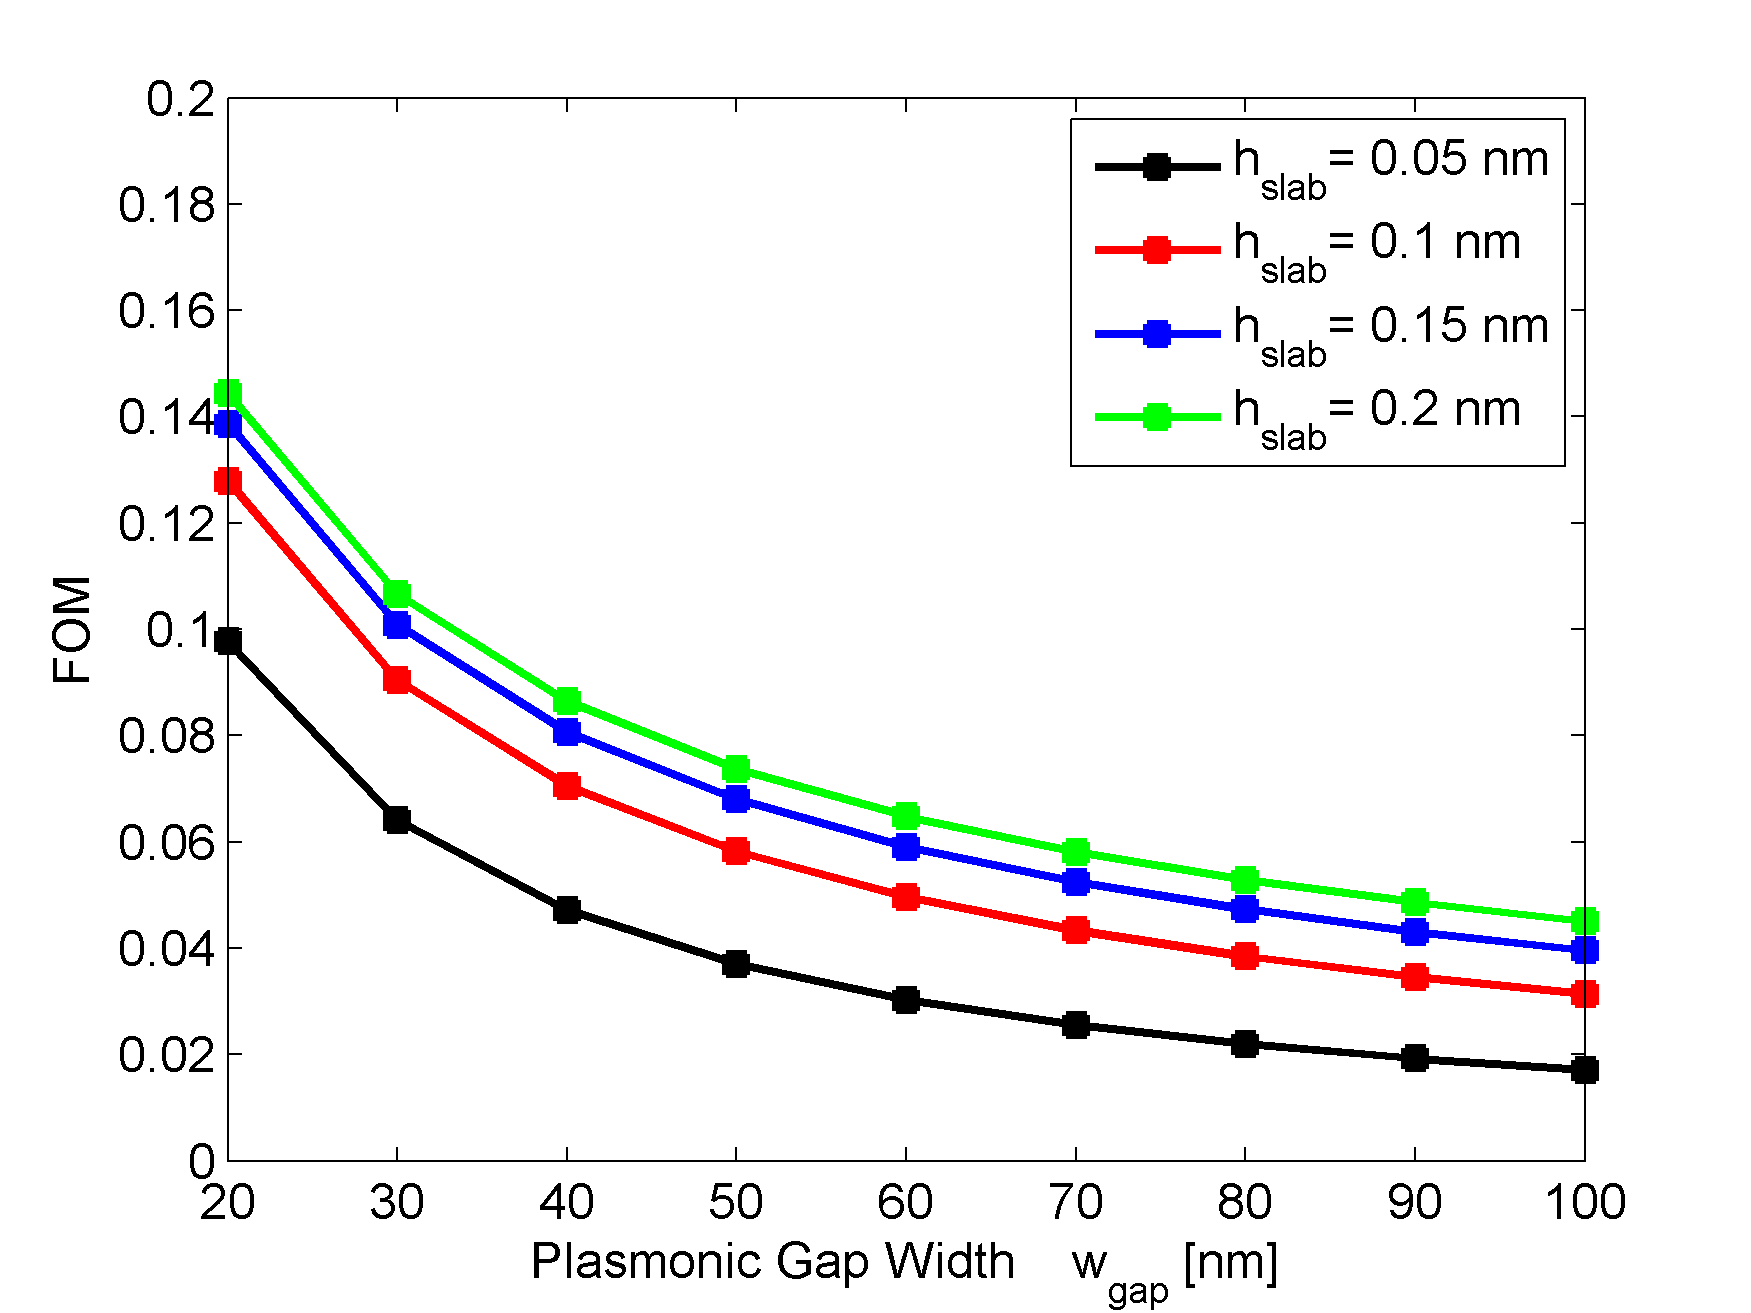 0.2
0.18
0.16
0.14
0.12
0.1
0.08
0.06
0.04
0.02
0
FOM
h_slab = 0.05 nm
h_slab = 0.1 nm
h_slab = 0.15 nm
h_slab = 0.2 nm
20 30 40 50 60 70 80 90 100
Plasmonic Gap Width w_gap [nm]